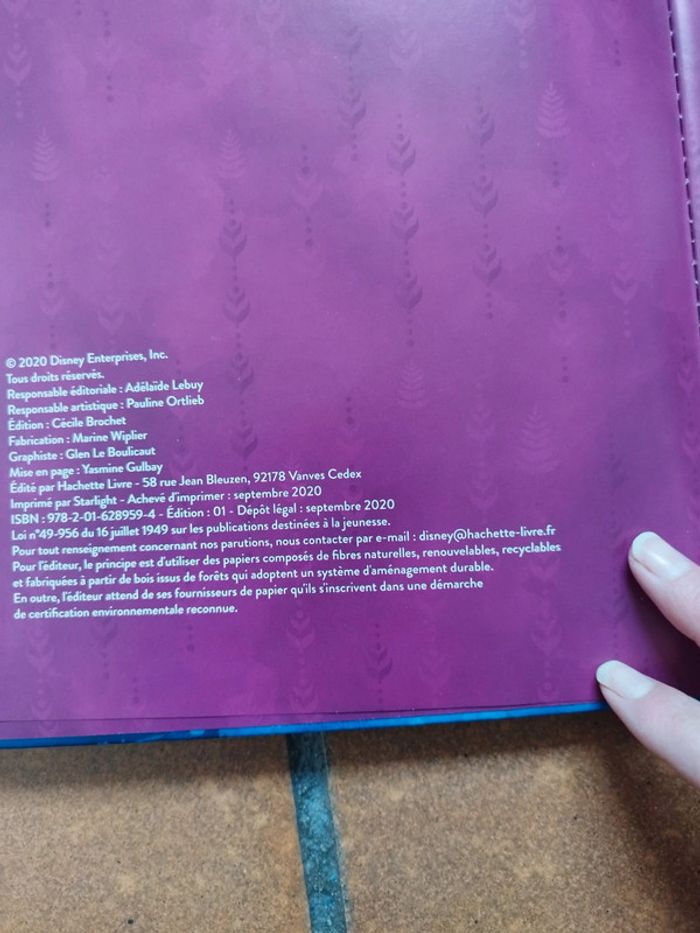 © 2020 Disney Enterprises, Inc.
Tous droits réservés.
Responsable éditoriale : Adélaïde Lebuy
Responsable artistique : Pauline Ortlieb
Édition : Cécile Brochet
Fabrication : Marine Wiplier
Graphiste : Glen Le Boulicaut
Mise en page : Yasmine Gulbay
Édité par Hachette Livre - 58 rue Jean Bleuzen, 92178 Vanves Cedex
Imprimé par Starlight - Achevé d'imprimer : septembre 2020
ISBN : 978-2-01-628959-4 - Édition : 01 - Dépôt légal : septembre 2020
Loi n°49-956 du 16 juillet 1949 sur les publications destinées à la jeunesse.
Pour tout renseignement concernant nos parutions, nous contacter par e-mail : disney@hachette-livre.fr
Pour l'éditeur, le principe est d'utiliser des papiers composés de fibres naturelles, renouvelables, recyclables
et fabriquées à partir de bois issus de forêts qui adoptent un système d'aménagement durable.
En outre, l'éditeur attend de ses fournisseurs de papier qu'ils s'inscrivent dans une démarche
de certification environnementale reconnue.